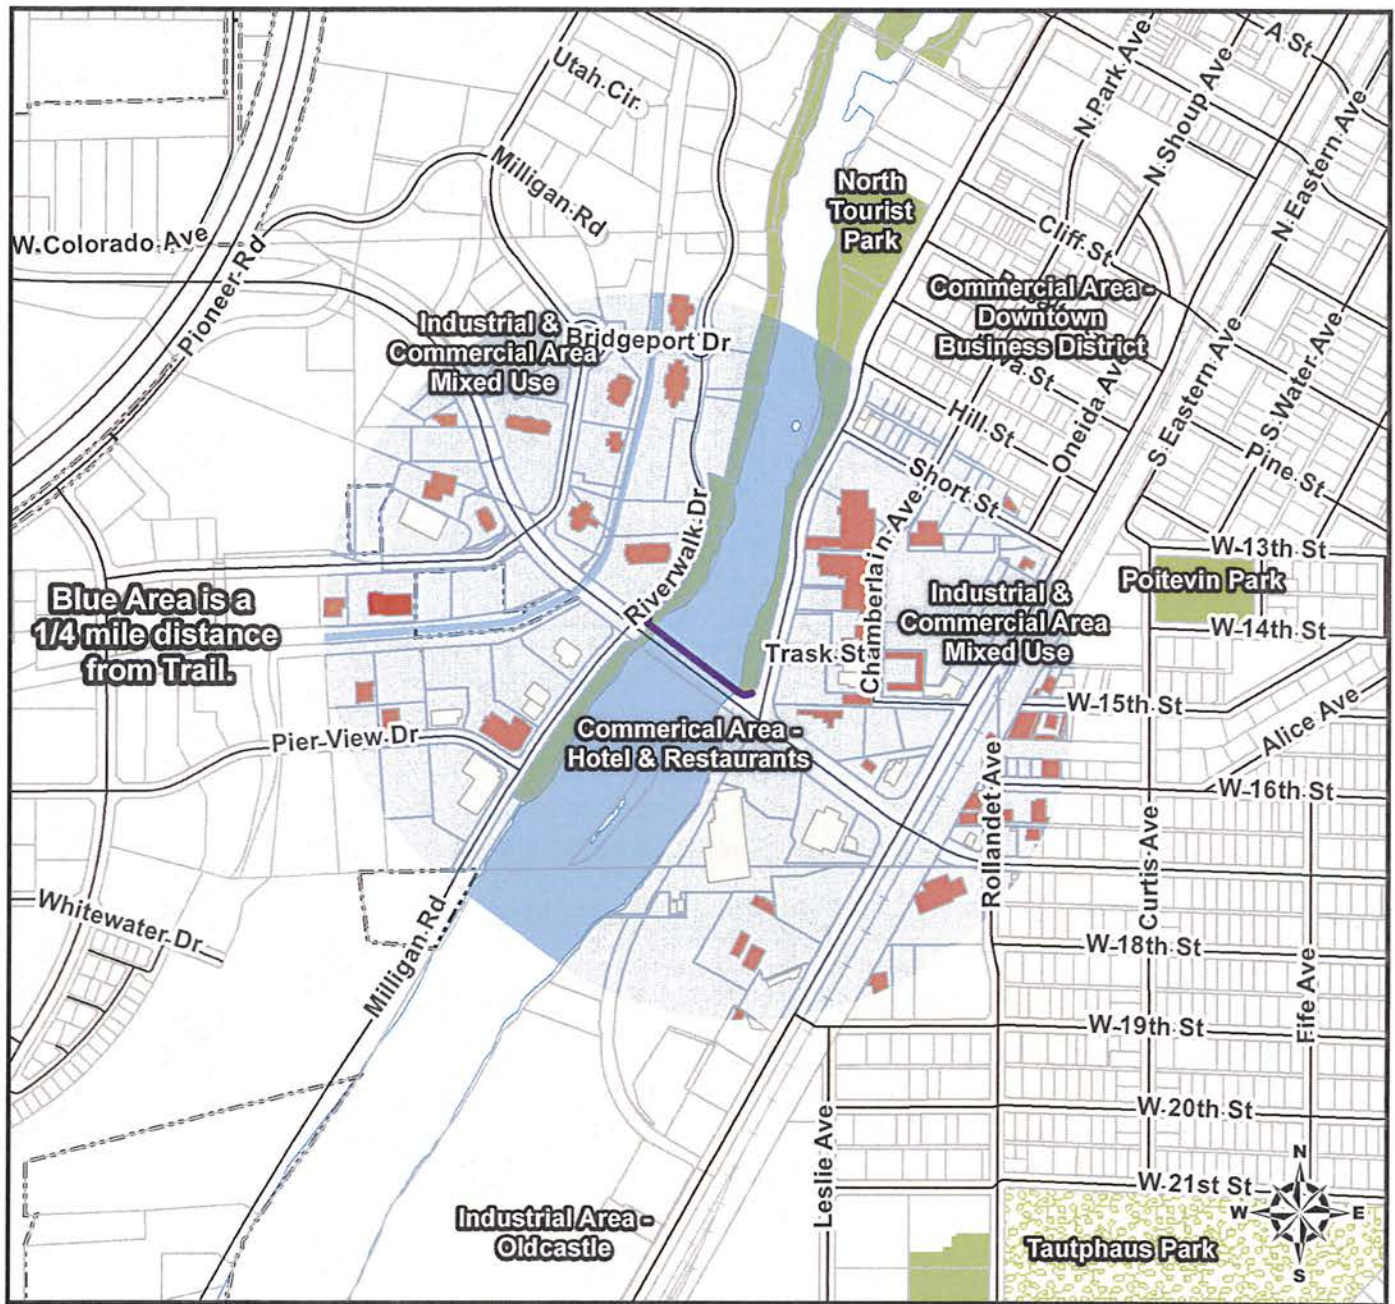 Utah Cir.
Milligan Rd
W Colorado Ave
Pioneer Rd
North
Tourist
Park
N Park Ave
N Shoup Ave
A St
N Eastern Ave
Cliff St
Commercial Area -
Downtown
Business District
Industrial &
Commercial Area
Mixed Use
Bridgeport Dr
Hill St
Oneida Ave
S Eastern Ave
S Water Ave
Pine St
Short St
Chamberlain Ave
Riverwalk Dr
W 13th St
Poitevin Park
W 14th St
Blue Area is a
1/4 mile distance
from Trail.
Industrial &
Commercial Area
Mixed Use
Trask St
W 15th St
Alice Ave
Pier View Dr
Commerical Area -
Hotel & Restaurants
Rollandet Ave
W 16th St
Curtis Ave
Whitewater Dr
Milligan Rd
W 18th St
Fife Ave
W 19th St
Leslie Ave
W 20th St
W 21st St
Industrial Area -
Oldcastle
Tautphaus Park
N
W
E
S